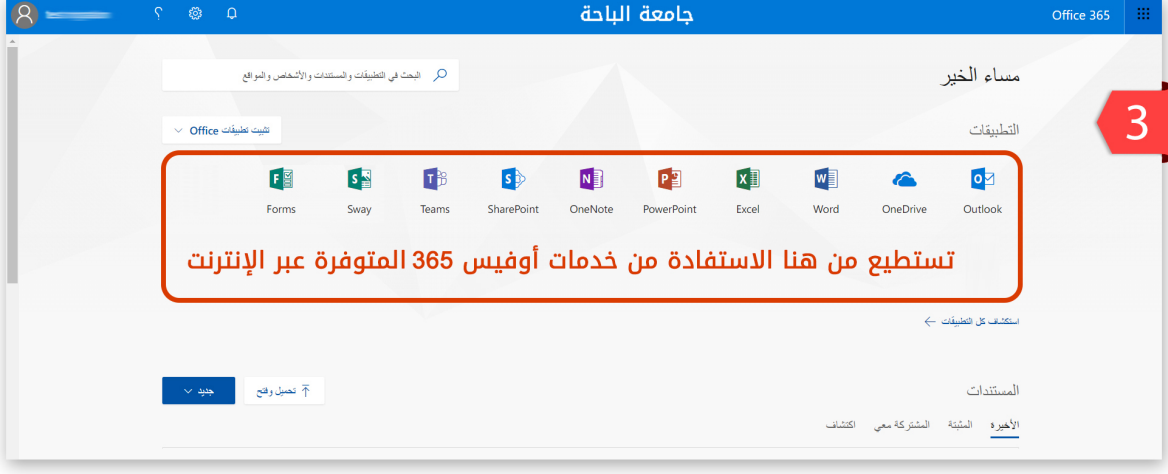 Office 365
جامعة الباحة
مساء الخير
البحث في التطبيقات والمستندات والأشخاص والمواقع
3
التطبيقات
تثبيت تطبيقات Office
Outlook
OneDrive
Word
Excel
PowerPoint
OneNote
SharePoint
Teams
Sway
Forms
تستطيع من هنا الاستفادة من خدمات أوفيس 365 المتوفرة عبر الإنترنت
استكشاف كل التطبيقات
المستندات
تحميل وفتح
جديد
الأخيرة
المثبتة
المشتركة معي
اكتشاف